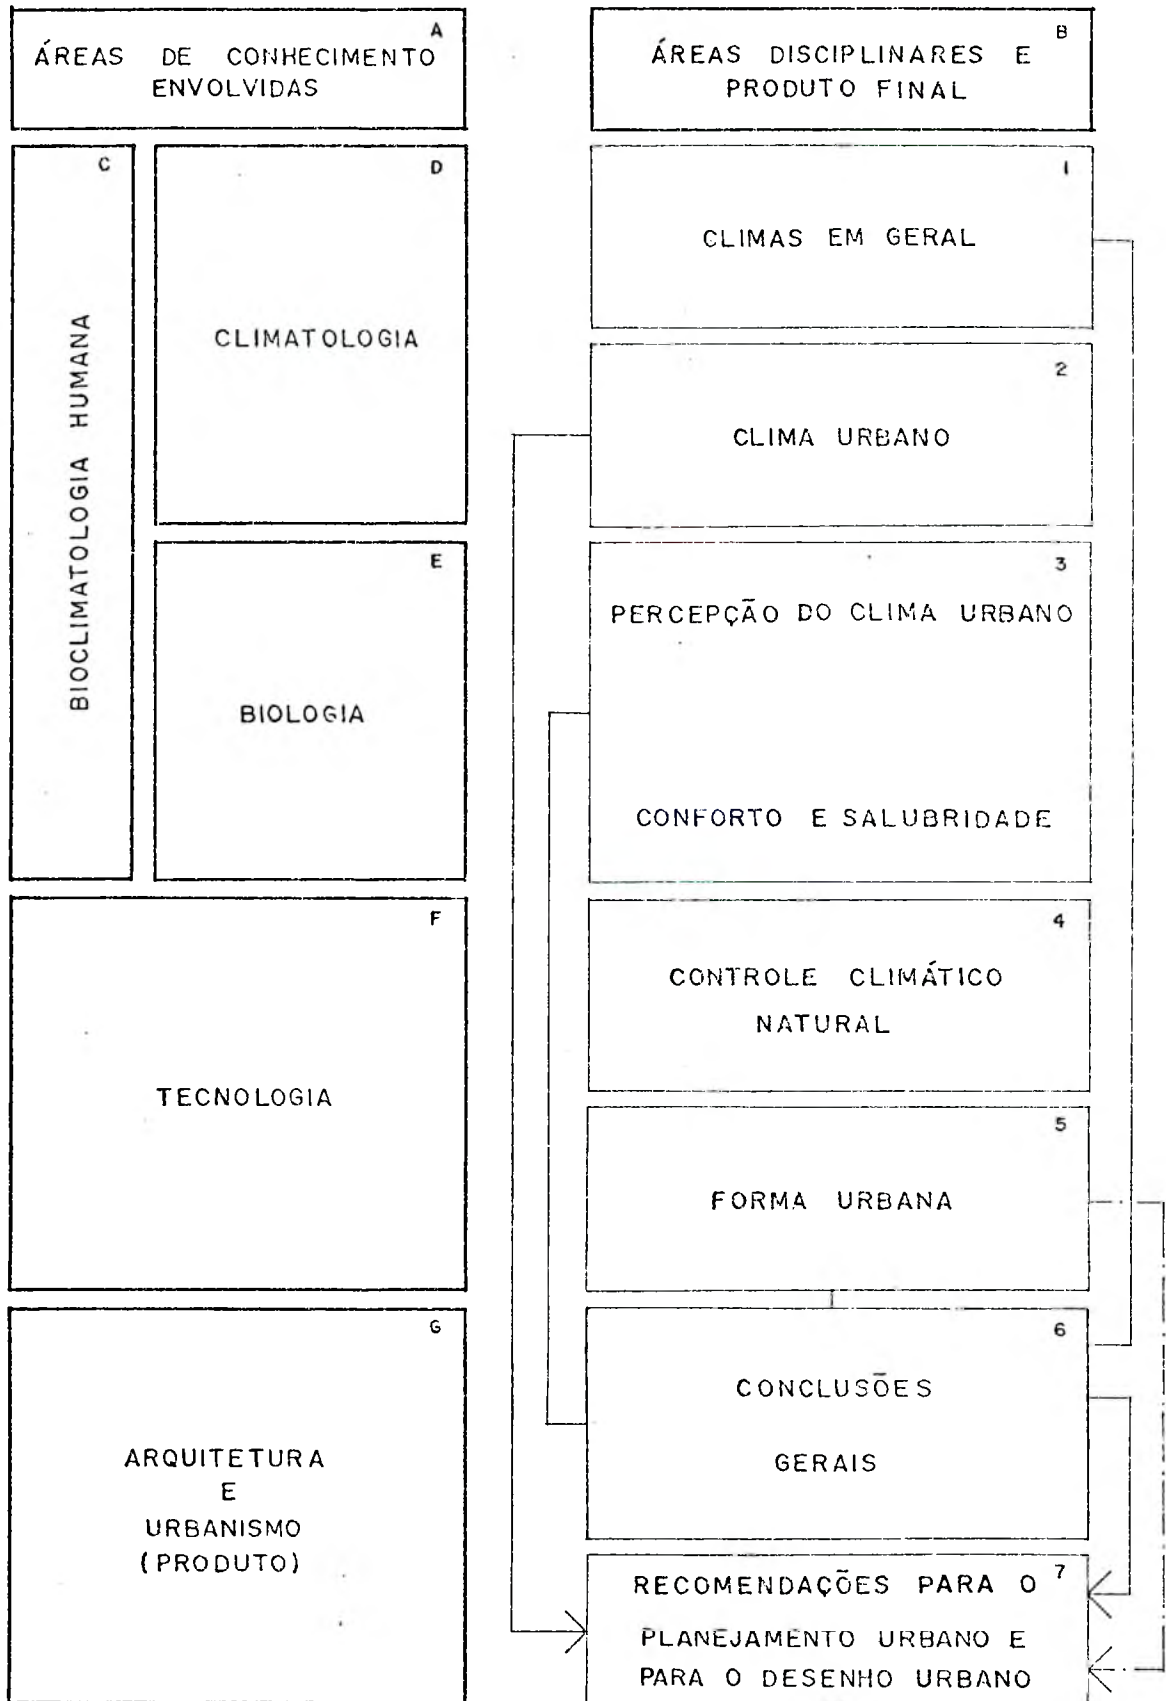 A
ÁREAS DE CONHECIMENTO
ENVOLVIDAS
B
ÁREAS DISCIPLINARES E
PRODUTO FINAL
C
BIOCLIMATOLOGIA HUMANA
D
CLIMATOLOGIA
E
BIOLOGIA
F
TECNOLOGIA
G
ARQUITETURA
E
URBANISMO
(PRODUTO)
1
CLIMAS EM GERAL
2
CLIMA URBANO
3
PERCEPÇÃO DO CLIMA URBANO
CONFORTO E SALUBRIDADE
4
CONTROLE CLIMÁTICO
NATURAL
5
FORMA URBANA
6
CONCLUSÕES
GERAIS
7
RECOMENDAÇÕES PARA O
PLANEJAMENTO URBANO E
PARA O DESENHO URBANO